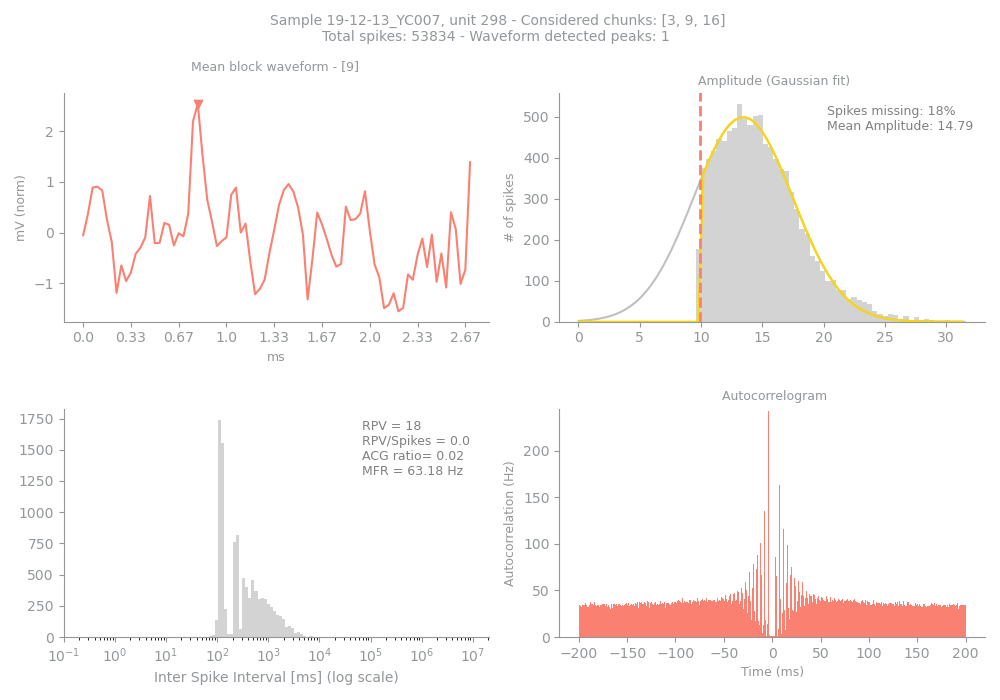 Sample 19-12-13_YC007, unit 298 - Considered chunks: [3, 9, 16]
Total spikes: 53834 - Waveform detected peaks: 1
Mean block waveform - [9]
mV (norm)
2
1
0
−1
0.0 0.33 0.67 1.0 1.33 1.67 2.0 2.33 2.67
ms
Amplitude (Gaussian fit)
Spikes missing: 18%
Mean Amplitude: 14.79
# of spikes
500
400
300
200
100
0
0 5 10 15 20 25 30
1750
1500
1250
1000
750
500
250
0
RPV = 18
RPV/Spikes = 0.0
ACG ratio= 0.02
MFR = 63.18 Hz
10⁻¹ 10⁰ 10¹ 10² 10³ 10⁴ 10⁵ 10⁶ 10⁷
Inter Spike Interval [ms] (log scale)
Autocorrelogram
Autocorrelation (Hz)
200
150
100
50
0
−200 −150 −100 −50 0 50 100 150 200
Time (ms)